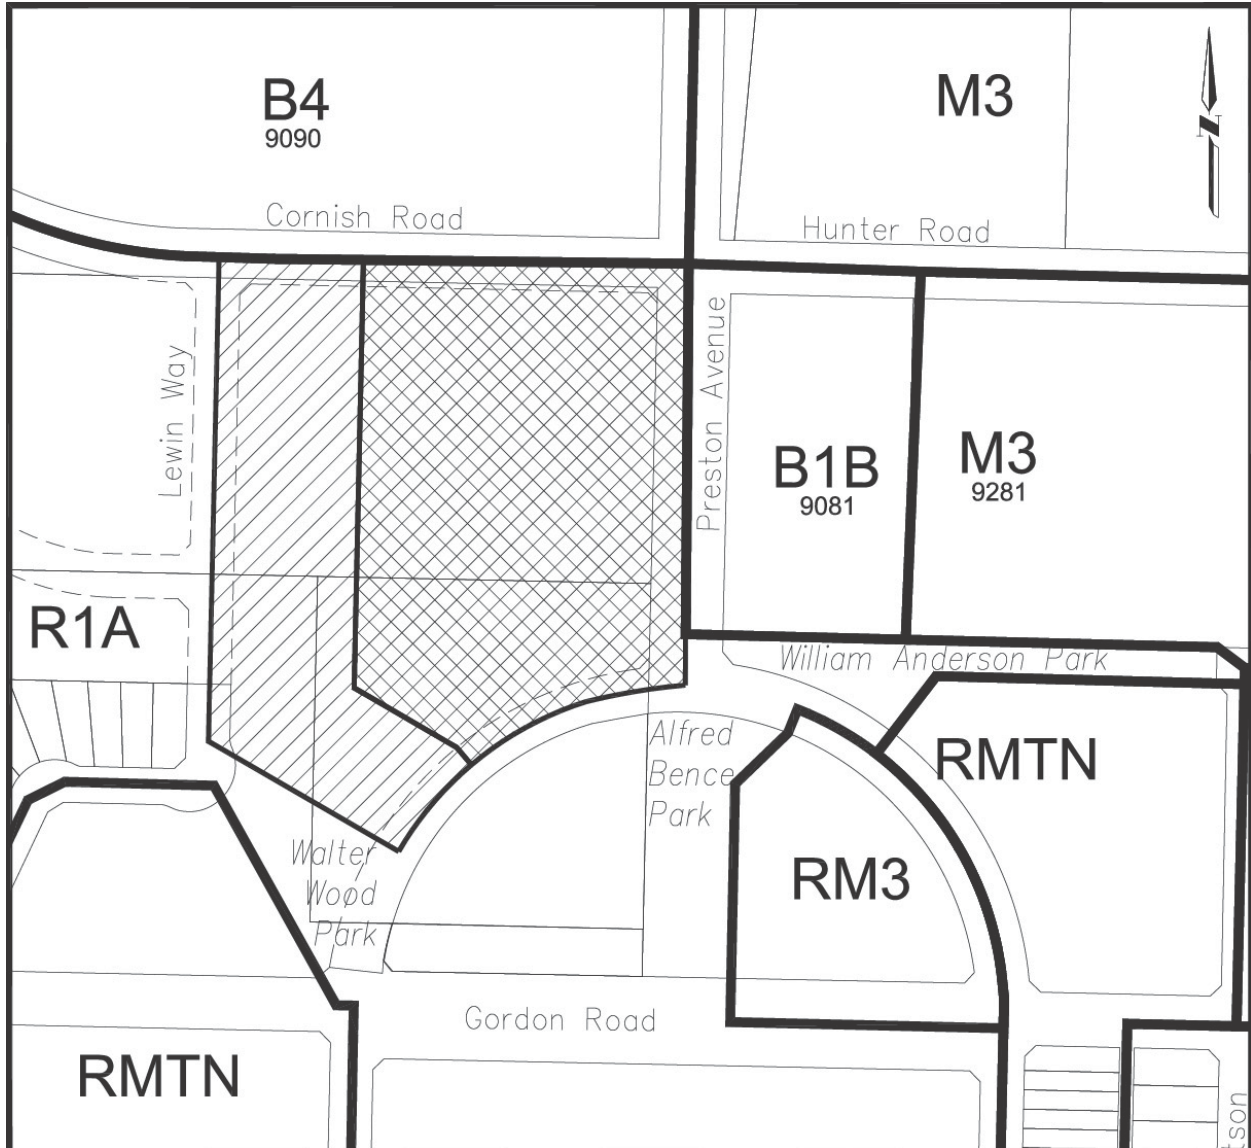 B4
9090
M3
N
Cornish Road
Hunter Road
Lewin Way
Preston Avenue
B1B
9081
M3
9281
R1A
William Anderson Park
Alfred
Bence
Park
RMTN
Walter
Wood
Park
RM3
Gordon Road
RMTN